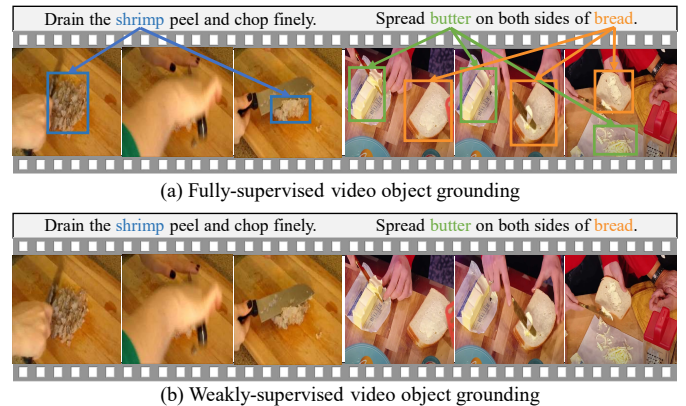 Drain the shrimp peel and chop finely. Spread butter on both sides of bread.
(a) Fully-supervised video object grounding
Drain the shrimp peel and chop finely. Spread butter on both sides of bread.
(b) Weakly-supervised video object grounding